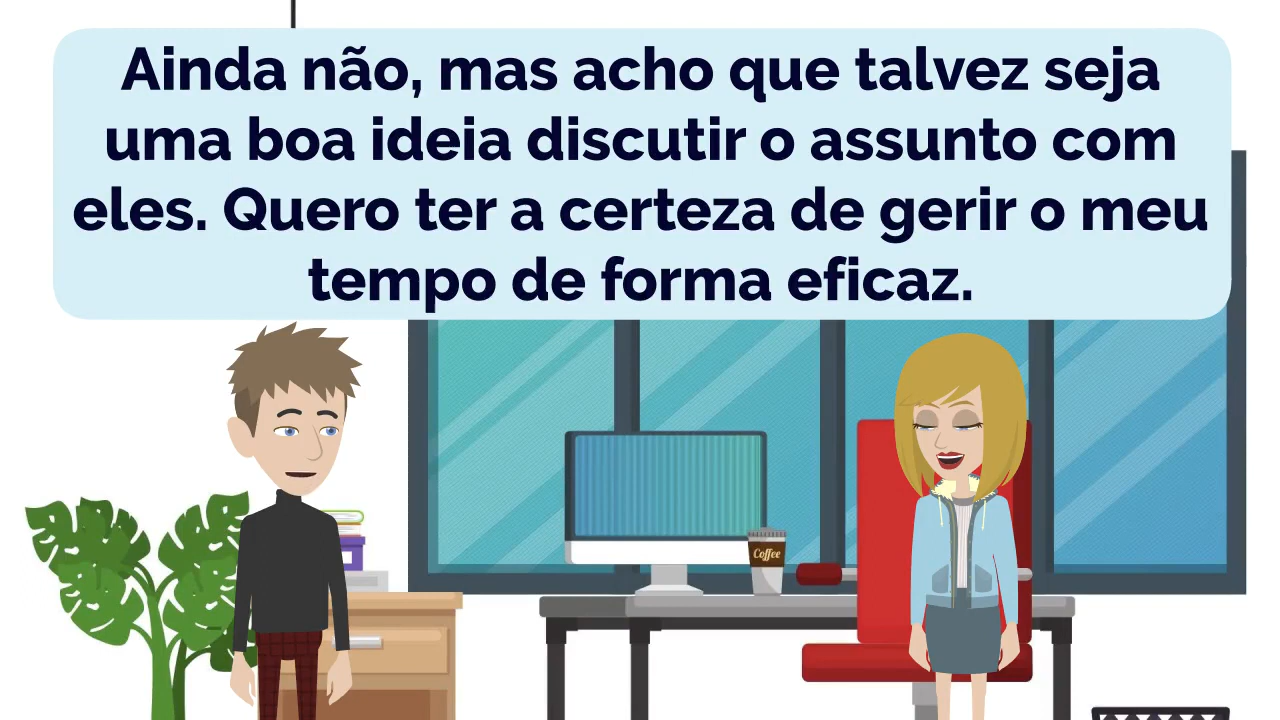 Ainda não, mas acho que talvez seja
uma boa ideia discutir o assunto com
eles. Quero ter a certeza de gerir o meu
tempo de forma eficaz.
Coffee